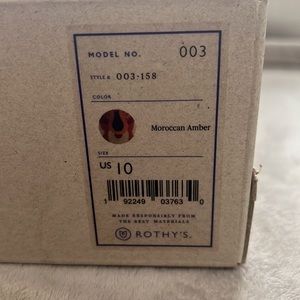 MODEL NO. 003
STYLE # 003-158
COLOR
Moroccan Amber
SIZE
US 10
1 92249 03763 0
MADE RESPONSIBLY FROM
THE BEST MATERIALS
ROTHY'S.